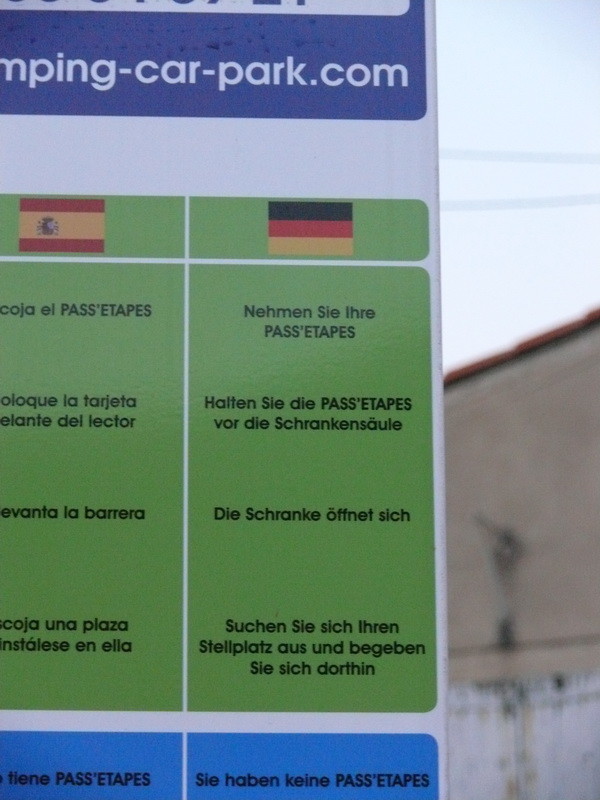 mping-car-park.com
coja el PASS'ETAPES
oloque la tarjeta
elante del lector
evanta la barrera
scoja una plaza
instálese en ella
tiene PASS'ETAPES
Nehmen Sie Ihre
PASS'ETAPES
Halten Sie die PASS'ETAPES
vor die Schrankensäule
Die Schranke öffnet sich
Suchen Sie sich Ihren
Stellplatz aus und begeben
Sie sich dorthin
Sie haben keine PASS'ETAPES